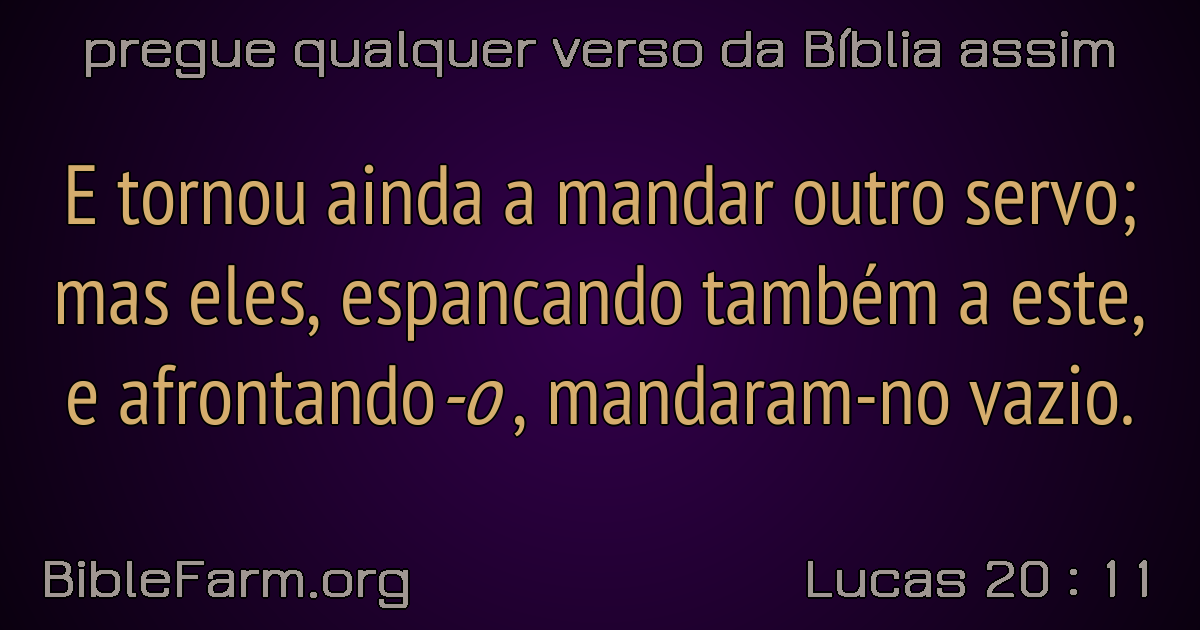 pregue qualquer verso da Bíblia assim
E tornou ainda a mandar outro servo;
mas eles, espancando também a este,
e afrontando-o, mandaram-no vazio.
BibleFarm.org
Lucas 20 : 11